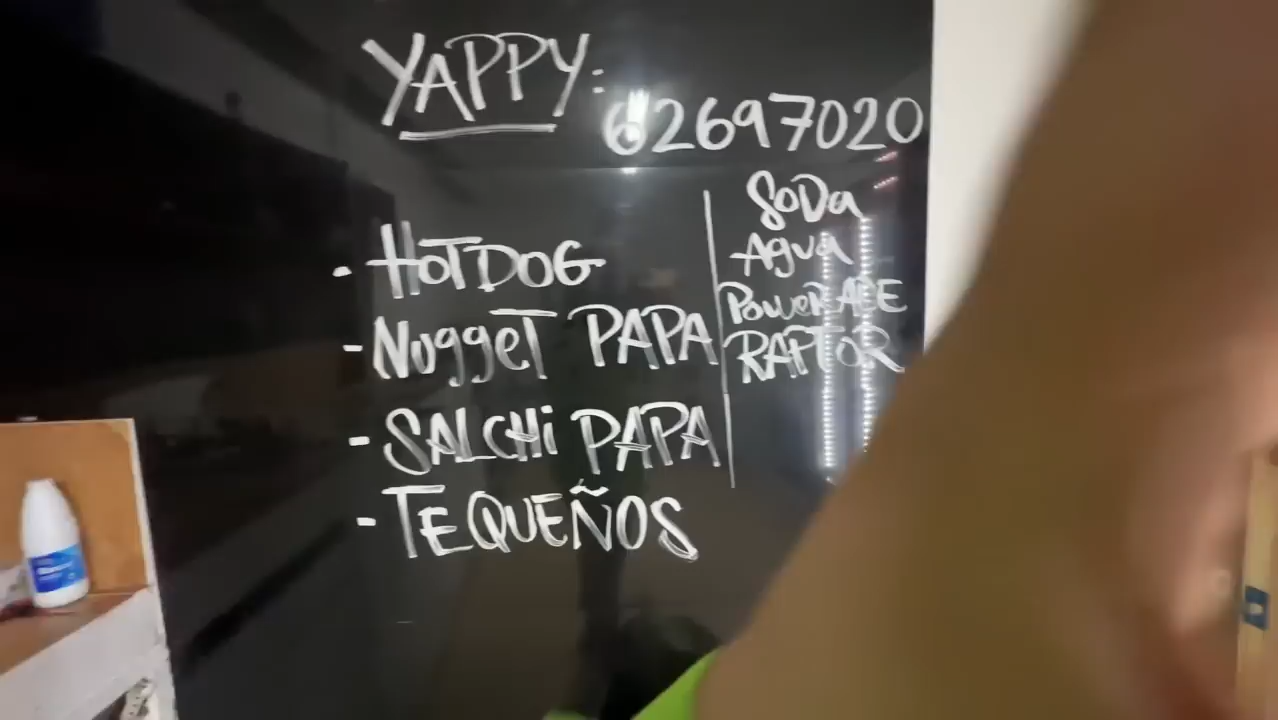 YAPPY:
62697020
· HOTDOG
- NuggeT PAPA
- SALCHi PAPA
- TEQUEÑOS
SoDa
Agua
PoweRADE
RAPTOR